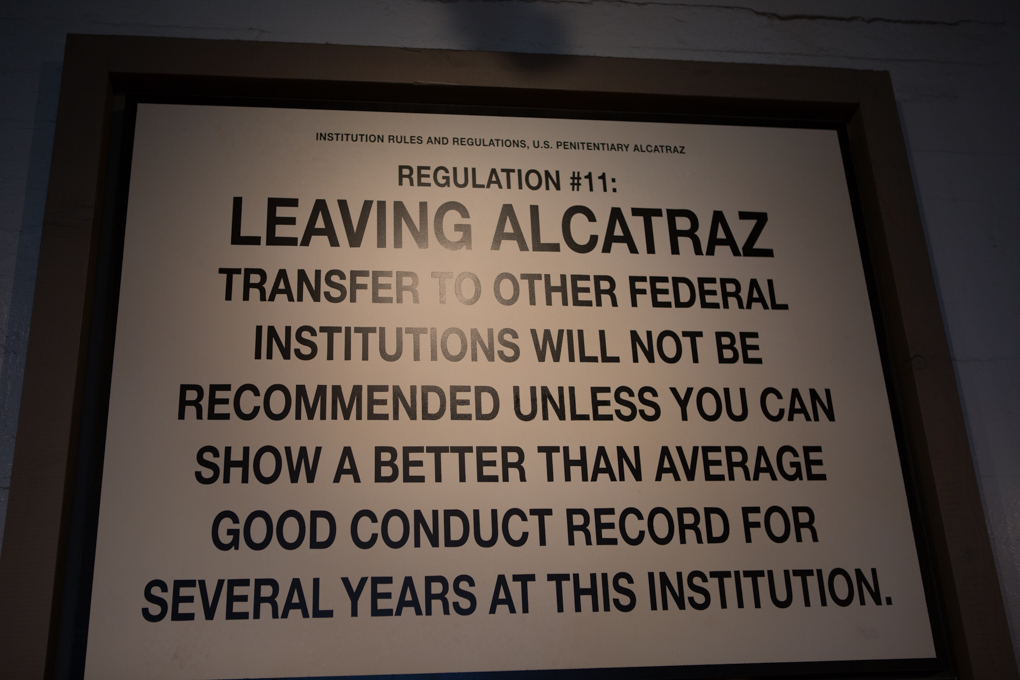 INSTITUTION RULES AND REGULATIONS, U.S. PENITENTIARY ALCATRAZ
REGULATION #11:
LEAVING ALCATRAZ
TRANSFER TO OTHER FEDERAL
INSTITUTIONS WILL NOT BE
RECOMMENDED UNLESS YOU CAN
SHOW A BETTER THAN AVERAGE
GOOD CONDUCT RECORD FOR
SEVERAL YEARS AT THIS INSTITUTION.